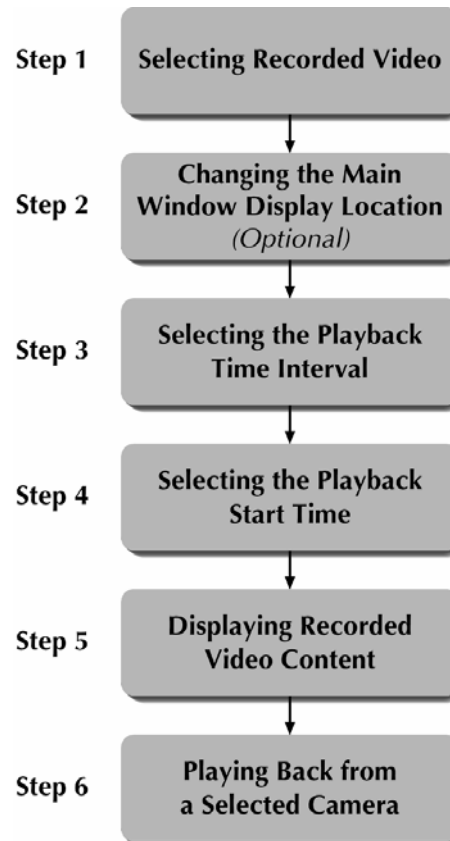 Step 1
Selecting Recorded Video
Step 2
Changing the Main
Window Display Location
(Optional)
Step 3
Selecting the Playback
Time Interval
Step 4
Selecting the Playback
Start Time
Step 5
Displaying Recorded
Video Content
Step 6
Playing Back from
a Selected Camera